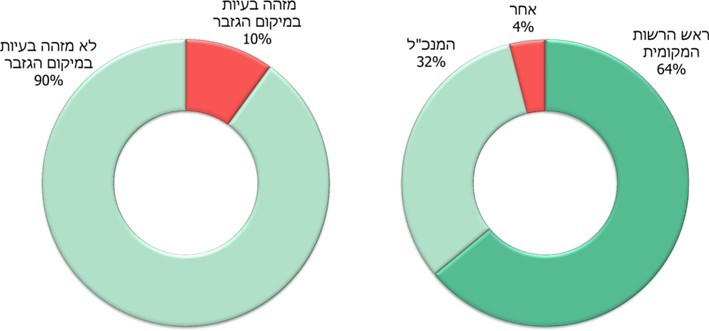 ראש הרשות
המקומית
64%
אחר
4%
המנכ"ל
32%
מזהה בעיות
במיקום הגזבר
10%
לא מזהה בעיות
במיקום הגזבר
90%